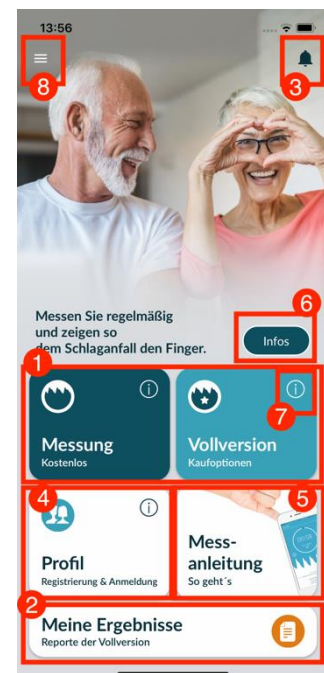 13:56
8
3
Messen Sie regelmäßig
und zeigen so
dem Schlaganfall den Finger.
6
Infos
1
Messung
Kostenlos
7
Vollversion
Kaufoptionen
4
Profil
Registrierung & Anmeldung
5
Mess-
anleitung
So geht´s
2
Meine Ergebnisse
Reporte der Vollversion